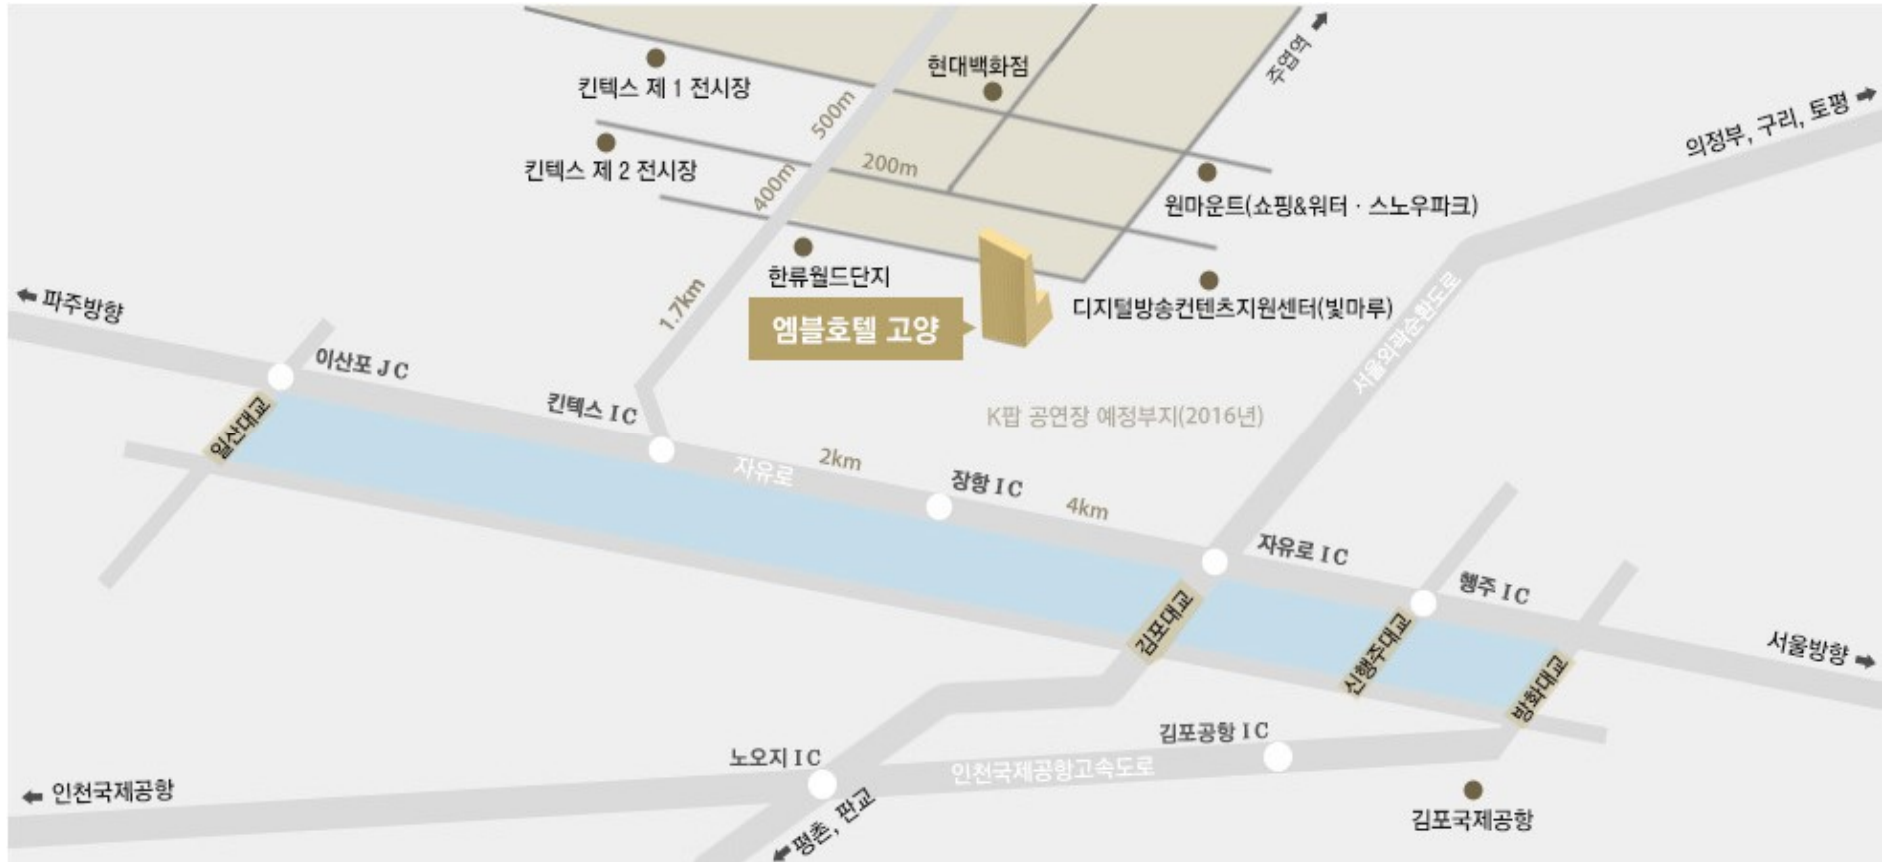 주엽역
현대백화점
킨텍스 제 1 전시장
500m
의정부, 구리, 토평
킨텍스 제 2 전시장
400m
200m
원마운트(쇼핑&워터 · 스노우파크)
한류월드단지
1.7km
디지털방송컨텐츠지원센터(빛마루)
파주방향
엠블호텔 고양
서울외곽순환도로
이산포 J C
킨텍스 I C
K팝 공연장 예정부지(2016년)
일산대교
자유로
2km
장항 I C
4km
자유로 I C
행주 I C
김포대교
신행주대교
서울방향
방화대교
노오지 I C
김포공항 I C
인천국제공항고속도로
인천국제공항
평촌, 판교
김포국제공항